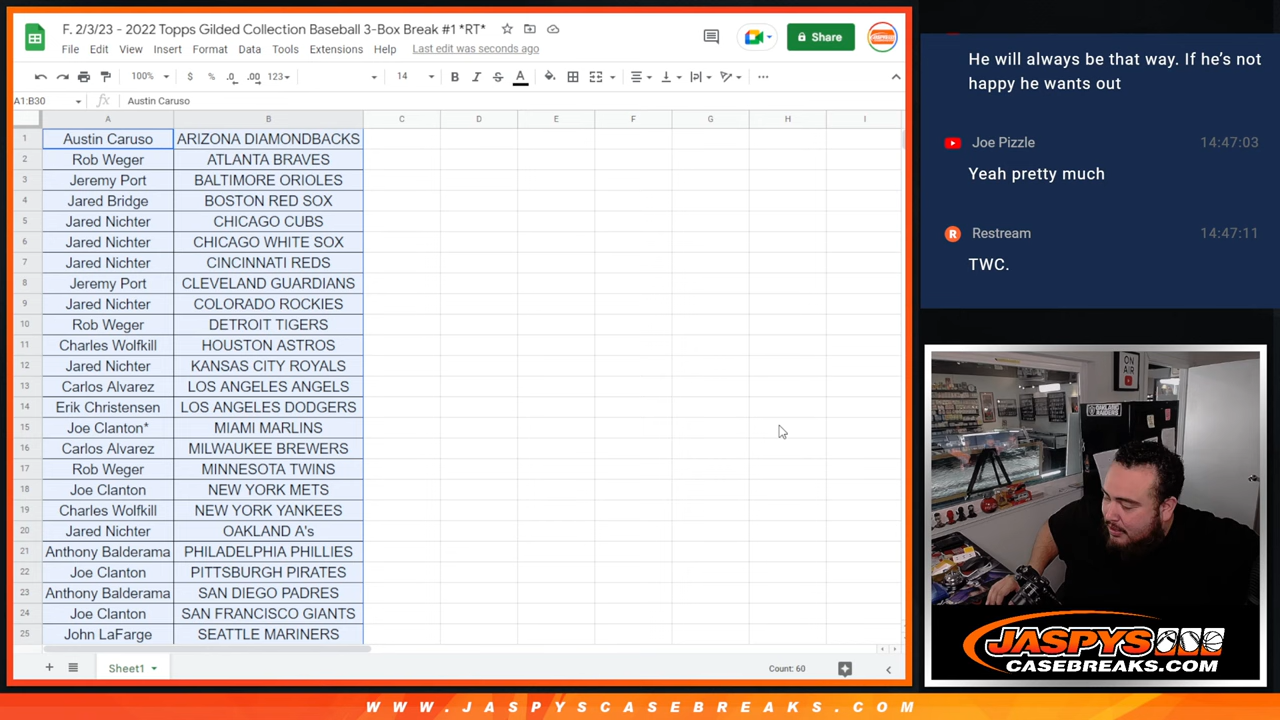 F. 2/3/23 - 2022 Topps Gilded Collection Baseball 3-Box Break #1 *RT*
File Edit View Insert Format Data Tools Extensions Help Last edit was seconds ago
Share
100% $ % .0 .00 123 14 B I S A
A1:B30 fx Austin Caruso
A B C D E F G H I
1 Austin Caruso ARIZONA DIAMONDBACKS
2 Rob Weger ATLANTA BRAVES
3 Jeremy Port BALTIMORE ORIOLES
4 Jared Bridge BOSTON RED SOX
5 Jared Nichter CHICAGO CUBS
6 Jared Nichter CHICAGO WHITE SOX
7 Jared Nichter CINCINNATI REDS
8 Jeremy Port CLEVELAND GUARDIANS
9 Jared Nichter COLORADO ROCKIES
10 Rob Weger DETROIT TIGERS
11 Charles Wolfkill HOUSTON ASTROS
12 Jared Nichter KANSAS CITY ROYALS
13 Carlos Alvarez LOS ANGELES ANGELS
14 Erik Christensen LOS ANGELES DODGERS
15 Joe Clanton* MIAMI MARLINS
16 Carlos Alvarez MILWAUKEE BREWERS
17 Rob Weger MINNESOTA TWINS
18 Joe Clanton NEW YORK METS
19 Charles Wolfkill NEW YORK YANKEES
20 Jared Nichter OAKLAND A's
21 Anthony Balderama PHILADELPHIA PHILLIES
22 Joe Clanton PITTSBURGH PIRATES
23 Anthony Balderama SAN DIEGO PADRES
24 Joe Clanton SAN FRANCISCO GIANTS
25 John LaFarge SEATTLE MARINERS
Sheet1
Count: 60
He will always be that way. If he's not
happy he wants out
Joe Pizzle 14:47:03
Yeah pretty much
Restream 14:47:11
TWC.
ON
AIR
JASPYS
CASEBREAKS.COM
WWW.JASPYSCASEBREAKS.COM